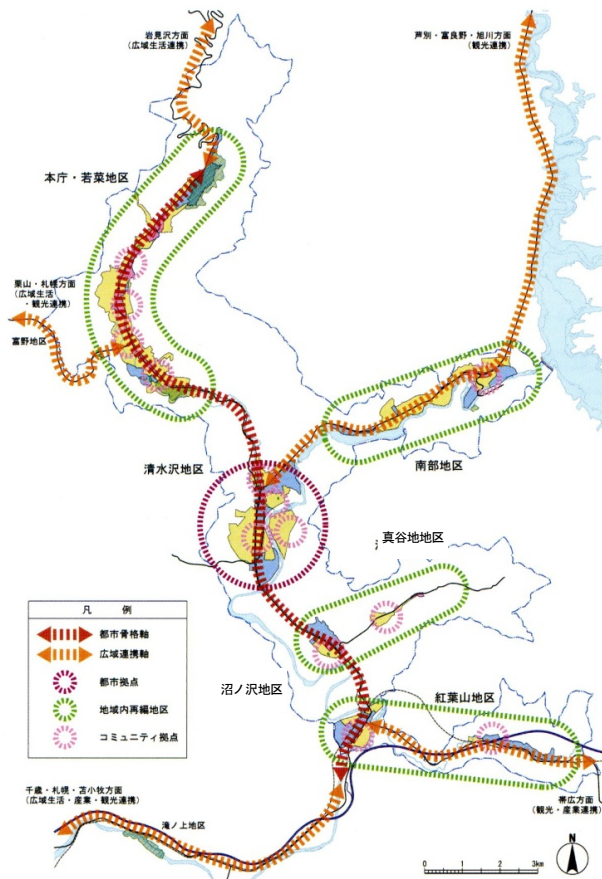 岩見沢方面
(広域生活連携)
芦別・富良野・旭川方面
(観光連携)
本庁・若菜地区
栗山・札幌方面
(広域生活
・観光連携)
富野地区
清水沢地区
南部地区
真谷地地区
凡 例
都市骨格軸
広域連携軸
都市拠点
地域内再編地区
コミュニティ拠点
沼ノ沢地区
紅葉山地区
千歳・札幌・苫小牧方面
(広域生活・産業・観光連携)
滝ノ上地区
帯広方面
(観光・産業連携)
N
0 1 2 3km